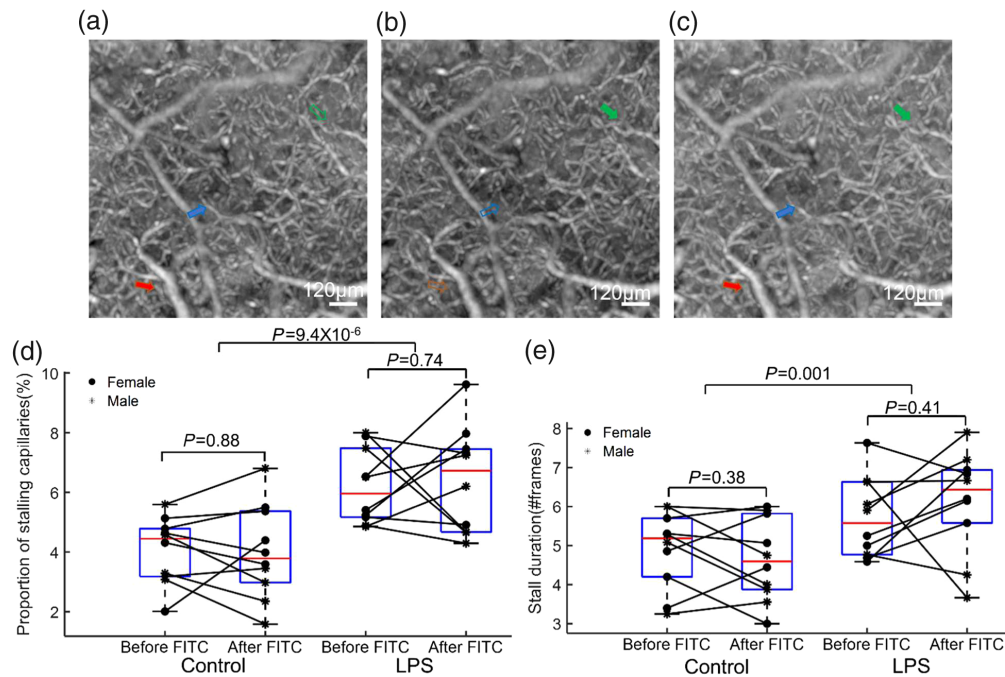 (a)
(b)
(c)
120μm
120μm
120μm
(d)
P=9.4X10-6
P=0.74
P=0.88
Female
Male
Proportion of stalling capillaries(%)
10
8
6
4
2
Before FITC
After FITC
Before FITC
After FITC
Control
LPS
(e)
P=0.001
P=0.41
P=0.38
Female
Male
Stall duration(#frames)
8
7
6
5
4
3
2
Before FITC
After FITC
Before FITC
After FITC
Control
LPS